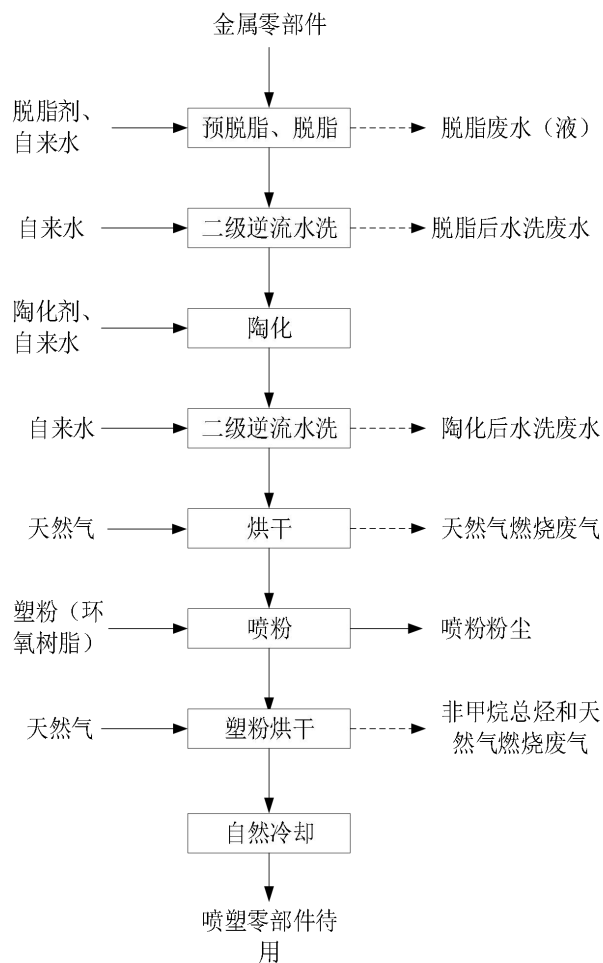 金属零部件
脱脂剂、
自来水
预脱脂、脱脂
脱脂废水（液）
自来水
二级逆流水洗
脱脂后水洗废水
陶化剂、
自来水
陶化
自来水
二级逆流水洗
陶化后水洗废水
天然气
烘干
天然气燃烧废气
塑粉（环
氧树脂）
喷粉
喷粉粉尘
天然气
塑粉烘干
非甲烷总烃和天
然气燃烧废气
自然冷却
喷塑零部件待
用